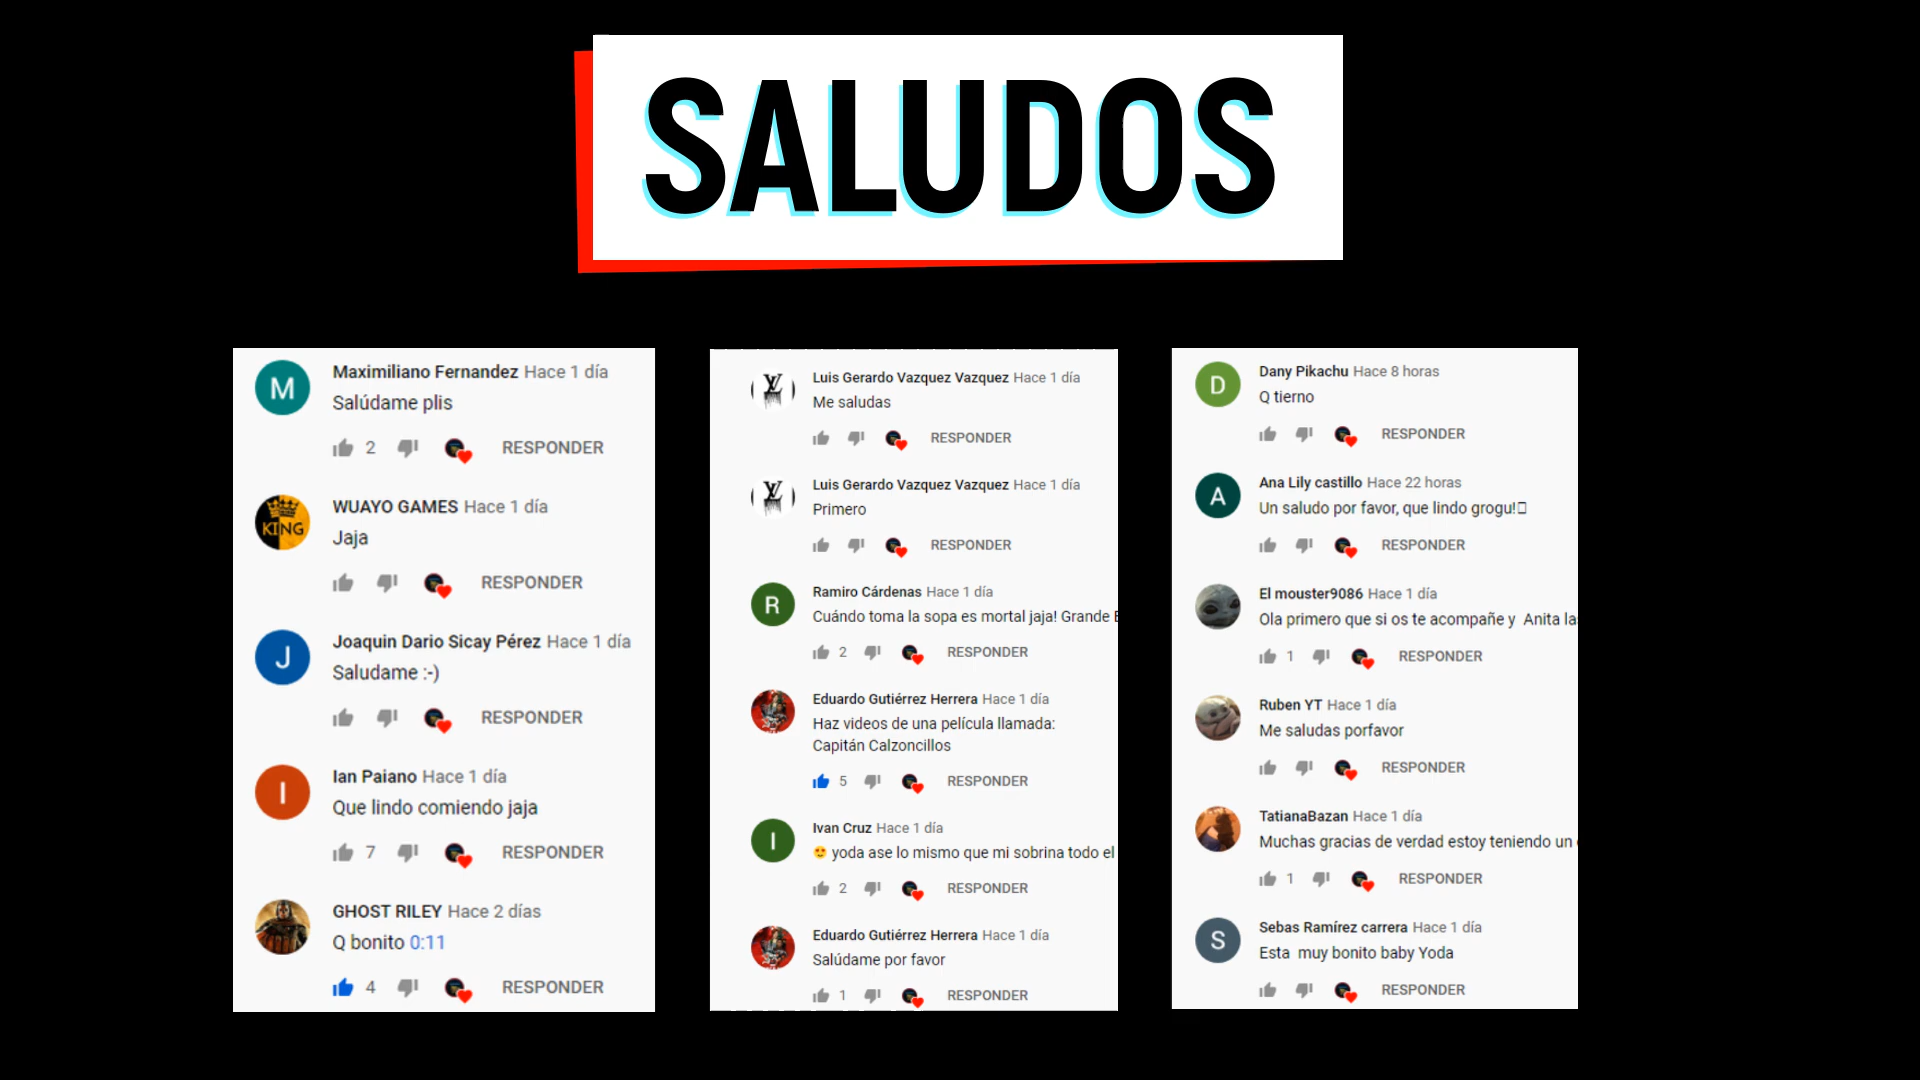 SALUDOS
M
Maximiliano Fernandez Hace 1 día
Salúdame plis
2 RESPONDER
KING
WUAYO GAMES Hace 1 día
Jaja
RESPONDER
J
Joaquin Dario Sicay Pérez Hace 1 día
Saludame :-)
RESPONDER
I
Ian Paiano Hace 1 día
Que lindo comiendo jaja
7 RESPONDER
GHOST RILEY Hace 2 días
Q bonito 0:11
4 RESPONDER
Luis Gerardo Vazquez Vazquez Hace 1 día
Me saludas
RESPONDER
Luis Gerardo Vazquez Vazquez Hace 1 día
Primero
RESPONDER
R
Ramiro Cárdenas Hace 1 día
Cuándo toma la sopa es mortal jaja! Grande
2 RESPONDER
Eduardo Gutiérrez Herrera Hace 1 día
Haz videos de una película llamada:
Capitán Calzoncillos
5 RESPONDER
I
Ivan Cruz Hace 1 día
😍 yoda ase lo mismo que mi sobrina todo el
2 RESPONDER
Eduardo Gutiérrez Herrera Hace 1 día
Salúdame por favor
1 RESPONDER
D
Dany Pikachu Hace 8 horas
Q tierno
RESPONDER
A
Ana Lily castillo Hace 22 horas
Un saludo por favor, que lindo grogu!
RESPONDER
El mouster9086 Hace 1 día
Ola primero que si os te acompañe y Anita la
1 RESPONDER
Ruben YT Hace 1 día
Me saludas porfavor
RESPONDER
TatianaBazan Hace 1 día
Muchas gracias de verdad estoy teniendo un
1 RESPONDER
S
Sebas Ramírez carrera Hace 1 día
Esta muy bonito baby Yoda
RESPONDER